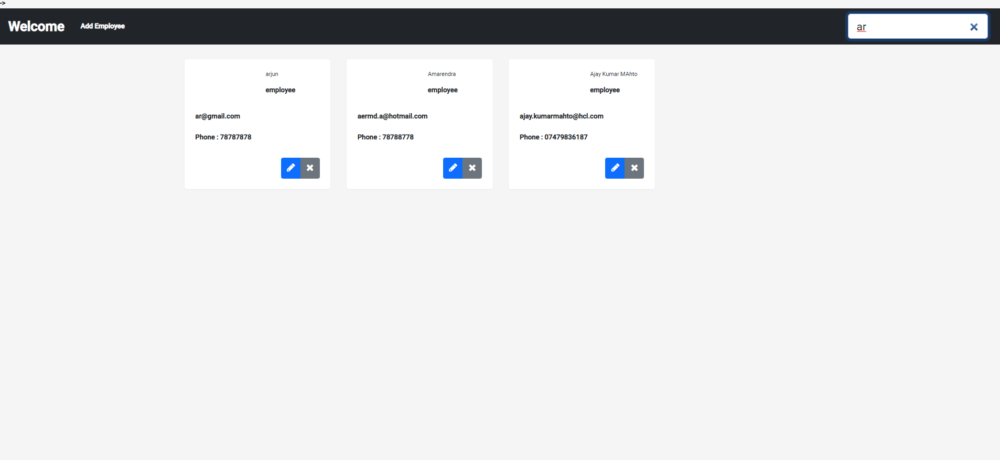 ->
Welcome Add Employee ar
arjun
employee
ar@gmail.com
Phone : 78787878
Amarendra
employee
aermd.a@hotmail.com
Phone : 78788778
Ajay Kumar MAhto
employee
ajay.kumarmahto@hcl.com
Phone : 07479836187